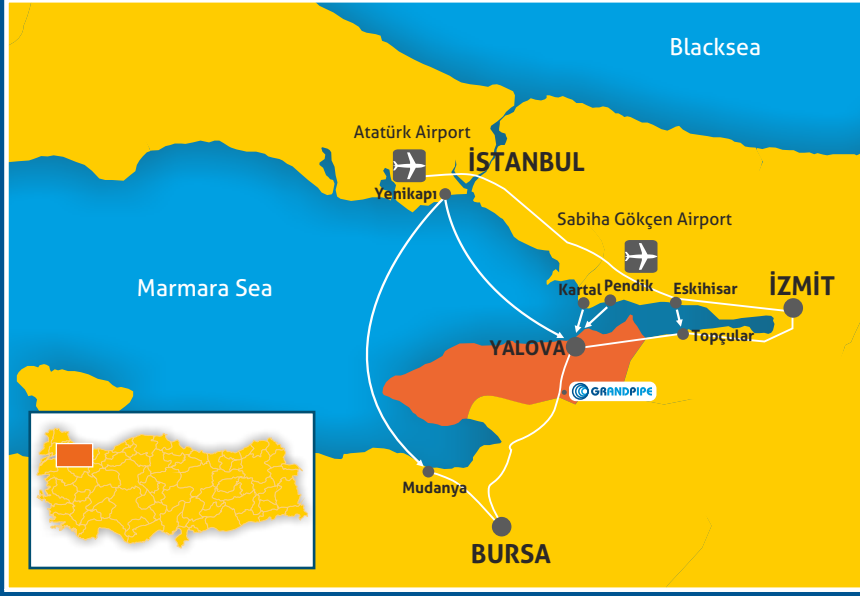 Blacksea
Atatürk Airport
İSTANBUL
Yenikapı
Sabiha Gökçen Airport
Marmara Sea
Kartal
Pendik
Eskihisar
İZMİT
YALOVA
Topçular
GRANDPIPE
Mudanya
BURSA